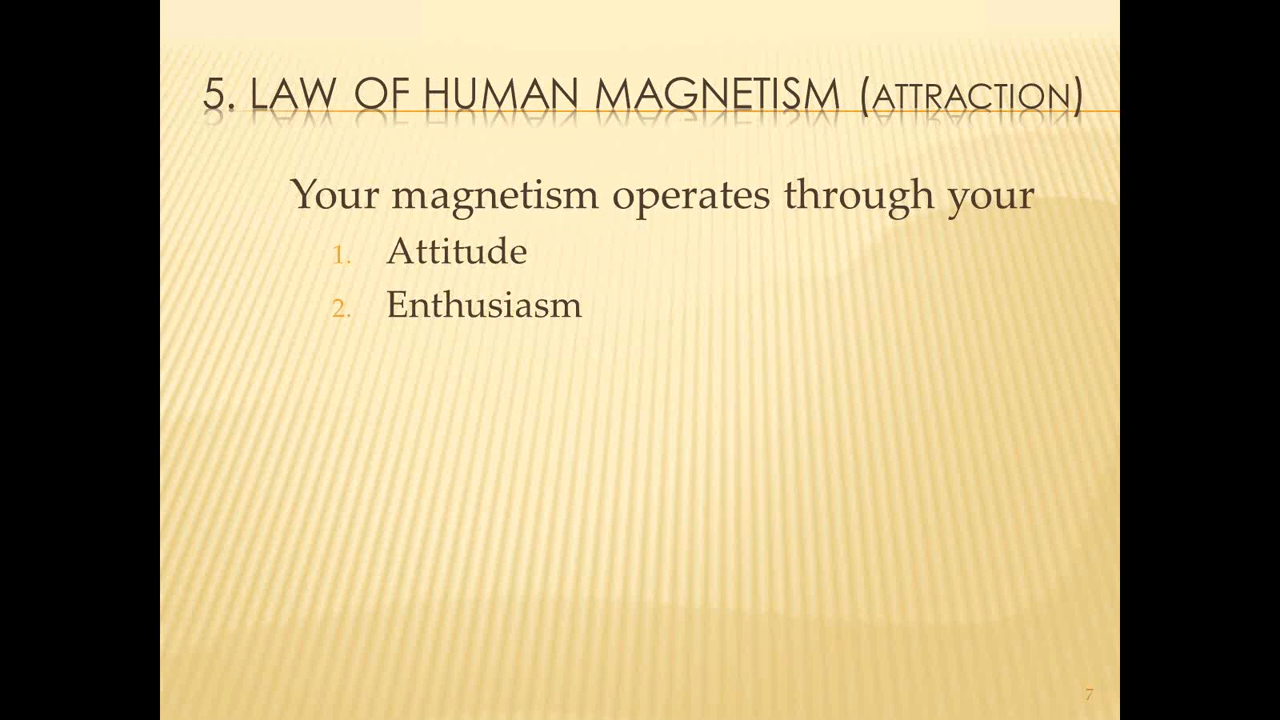 5. LAW OF HUMAN MAGNETISM (ATTRACTION)
Your magnetism operates through your
1. Attitude
2. Enthusiasm
7